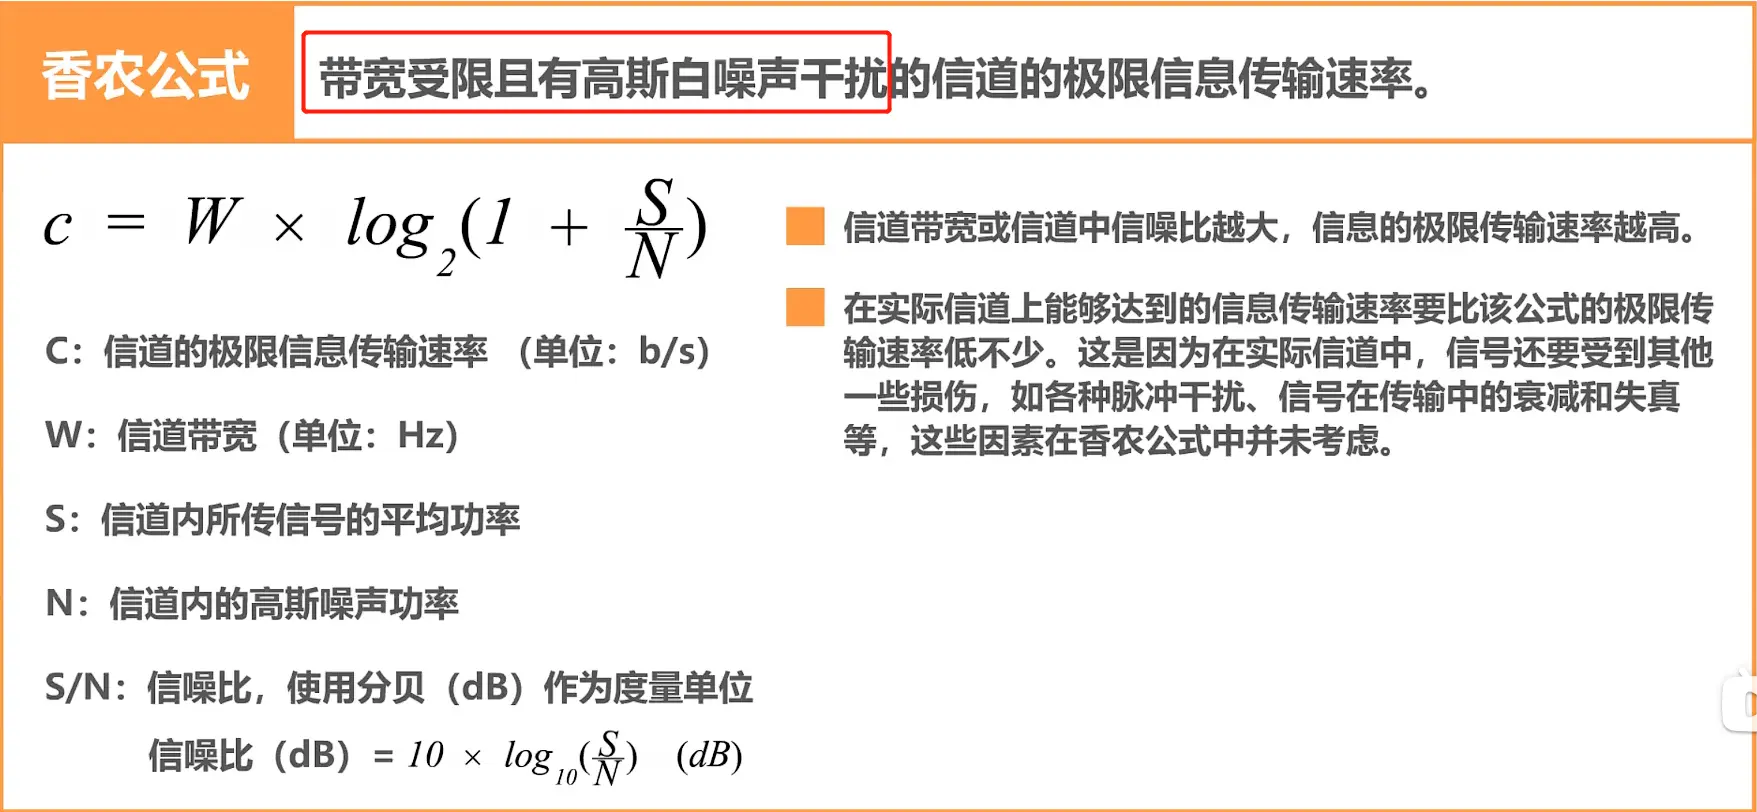 香农公式
带宽受限且有高斯白噪声干扰的信道的极限信息传输速率。
c = W × log₂(1 + S/N)
C：信道的极限信息传输速率 （单位：b/s）
W：信道带宽（单位：Hz）
S：信道内所传信号的平均功率
N：信道内的高斯噪声功率
S/N：信噪比，使用分贝（dB）作为度量单位
信噪比（dB）= 10 × log₁₀(S/N) (dB)
信道带宽或信道中信噪比越大，信息的极限传输速率越高。
在实际信道上能够达到的信息传输速率要比该公式的极限传
输速率低不少。这是因为在实际信道中，信号还要受到其他
一些损伤，如各种脉冲干扰、信号在传输中的衰减和失真
等，这些因素在香农公式中并未考虑。